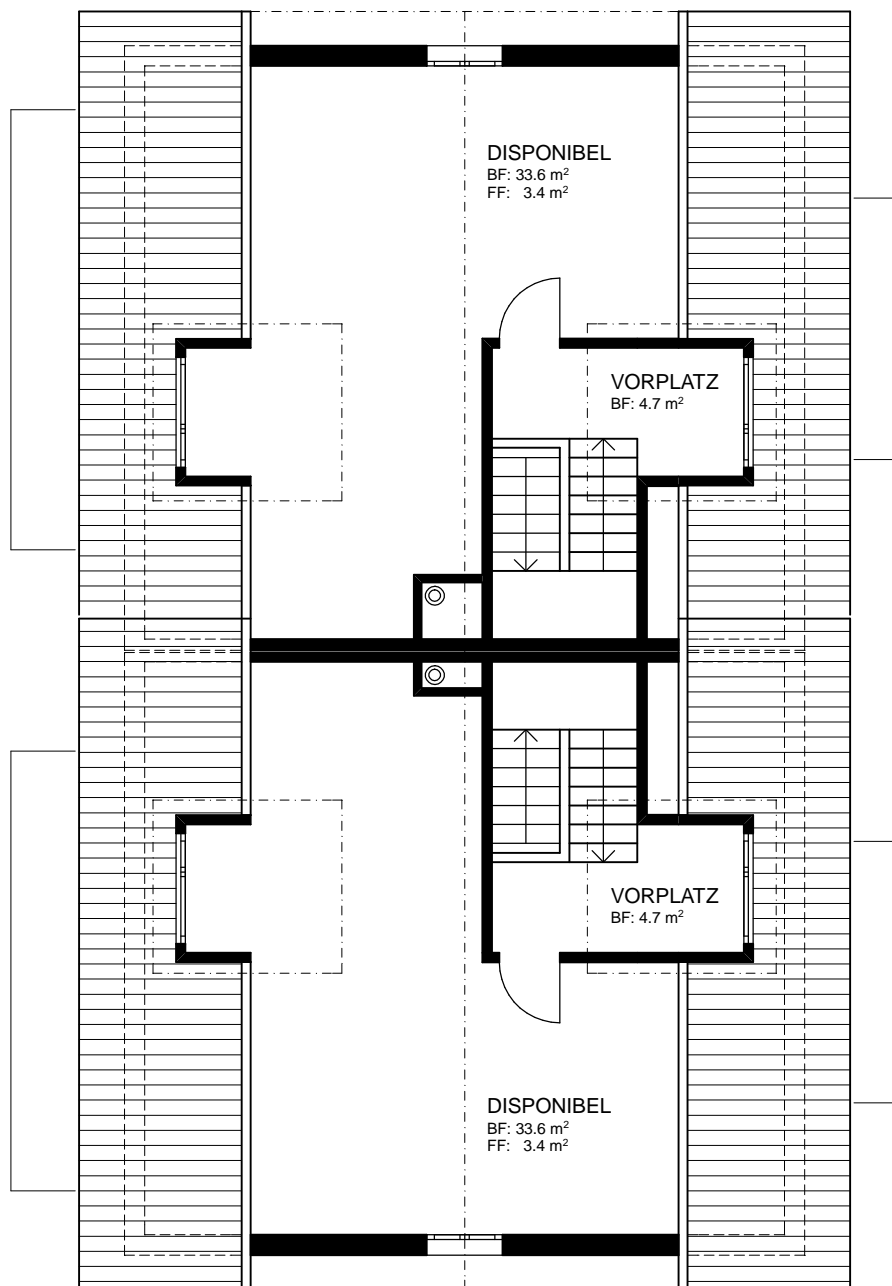 DISPONIBEL
BF: 33.6 m²
FF: 3.4 m²
VORPLATZ
BF: 4.7 m²
VORPLATZ
BF: 4.7 m²
DISPONIBEL
BF: 33.6 m²
FF: 3.4 m²